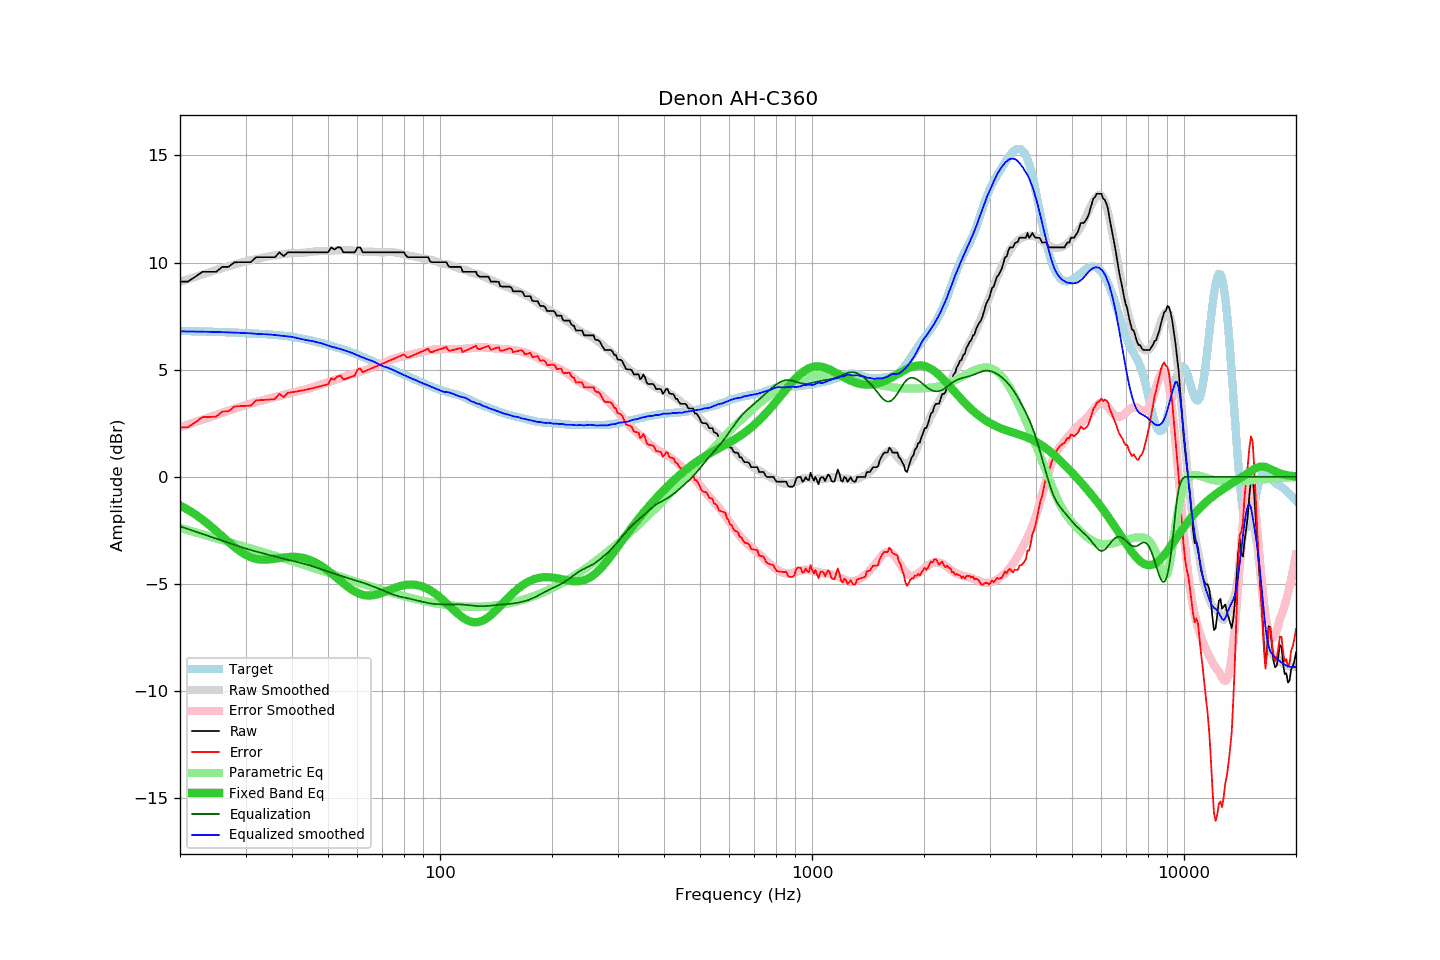 Denon AH-C360
15
10
5
0
−5
−10
−15
Amplitude (dBr)
Target
Raw Smoothed
Error Smoothed
Raw
Error
Parametric Eq
Fixed Band Eq
Equalization
Equalized smoothed
100
1000
10000
Frequency (Hz)